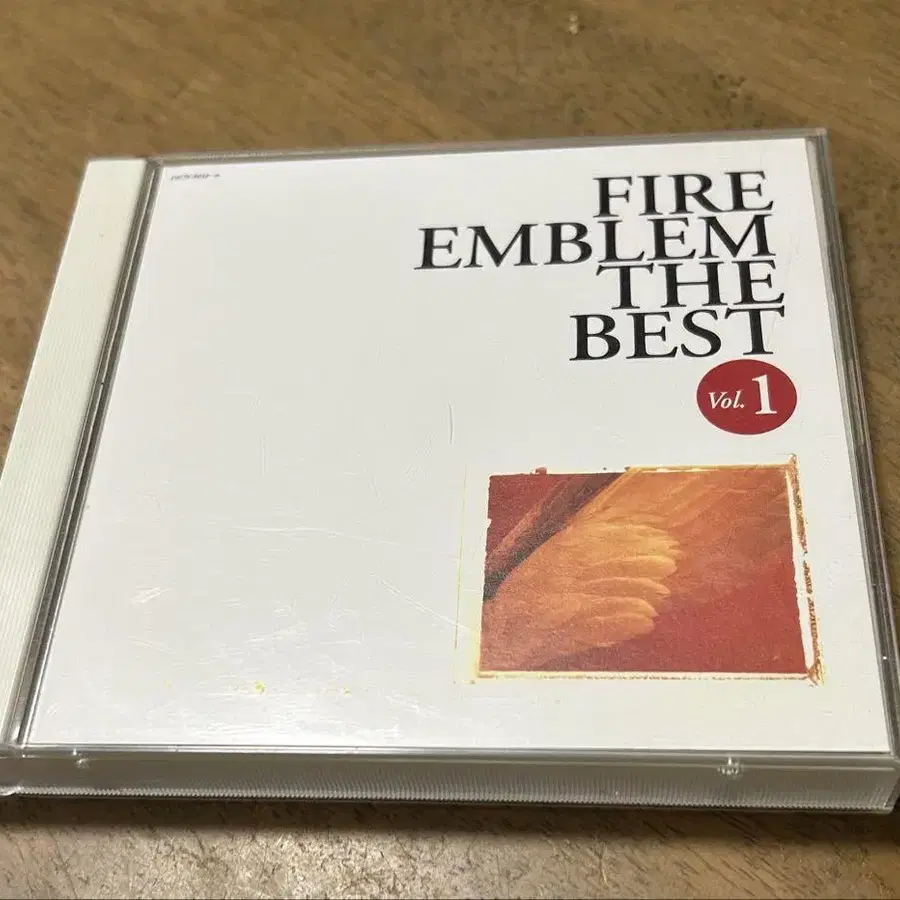 FIRE
EMBLEM
THE
BEST
Vol. 1